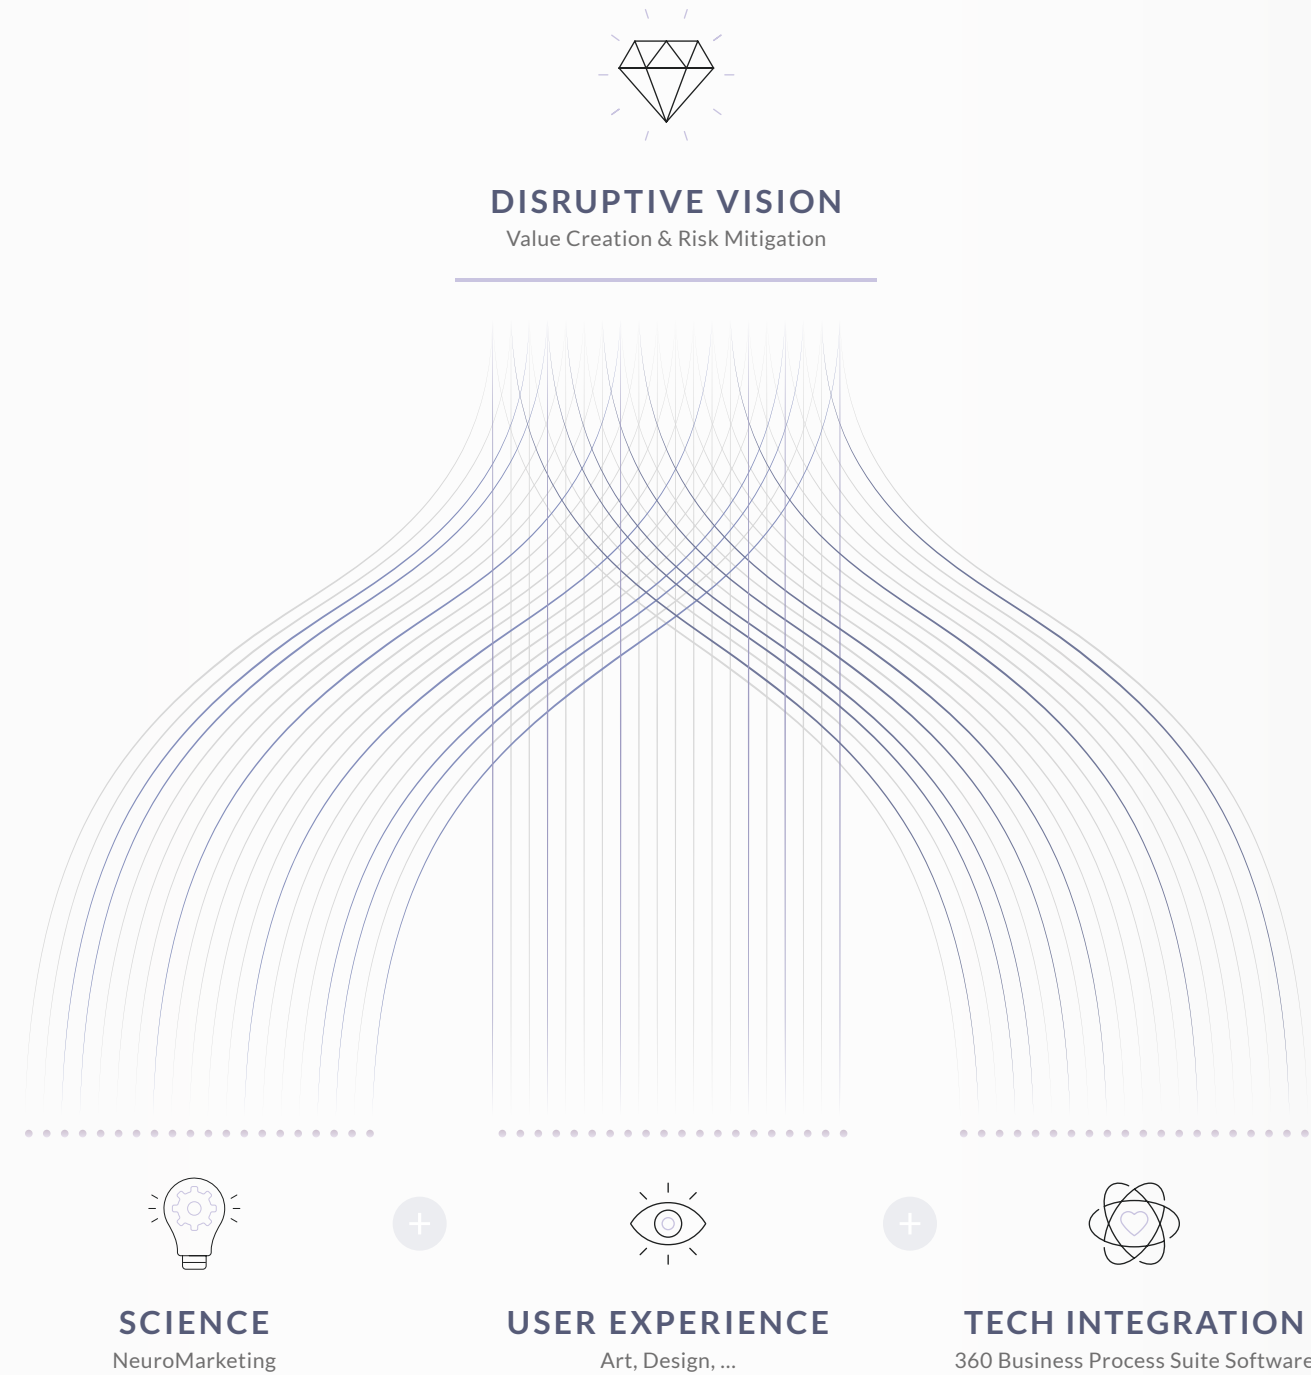 DISRUPTIVE VISION
Value Creation & Risk Mitigation
SCIENCE
USER EXPERIENCE
TECH INTEGRATION
NeuroMarketing
Art, Design, ...
360 Business Process Suite Software